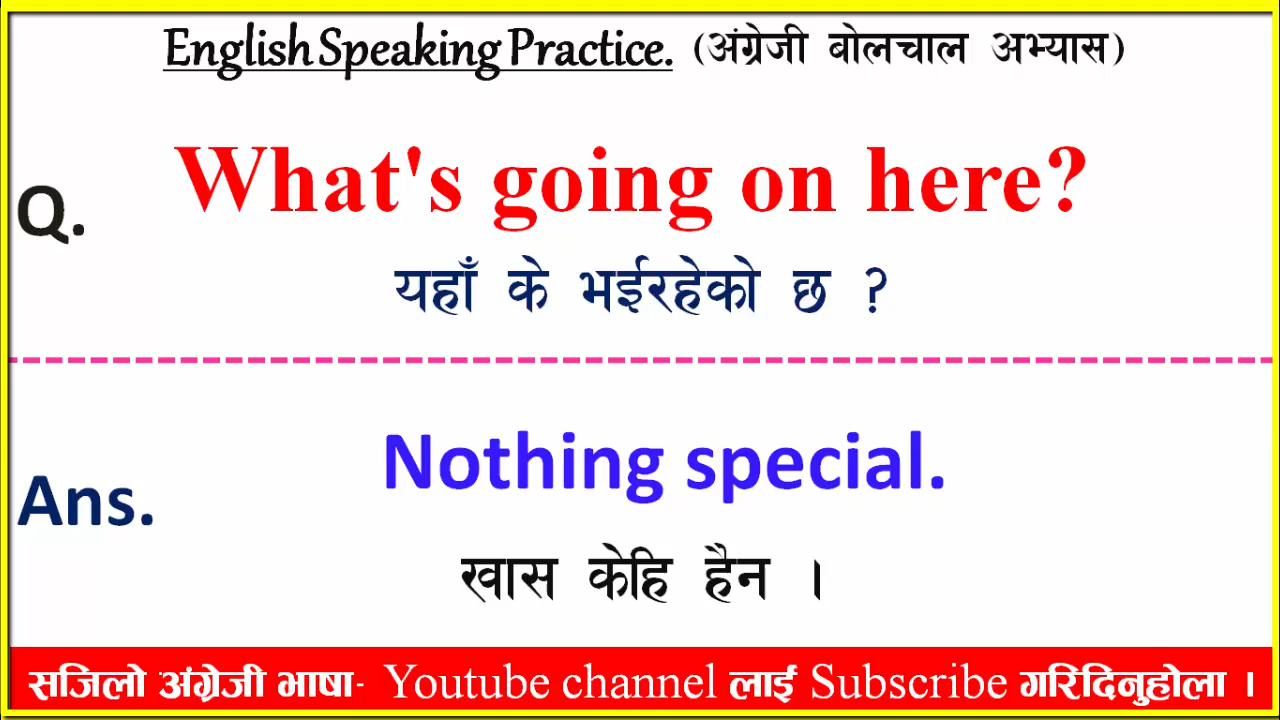 English Speaking Practice. (अंग्रेजी बोलचाल अभ्यास)
Q. What's going on here?
यहाँ के भईरहेको छ ?
Ans. Nothing special.
खास केहि हैन ।
सजिलो अंग्रेजी भाषा- Youtube channel लाई Subscribe गरिदिनुहोला ।